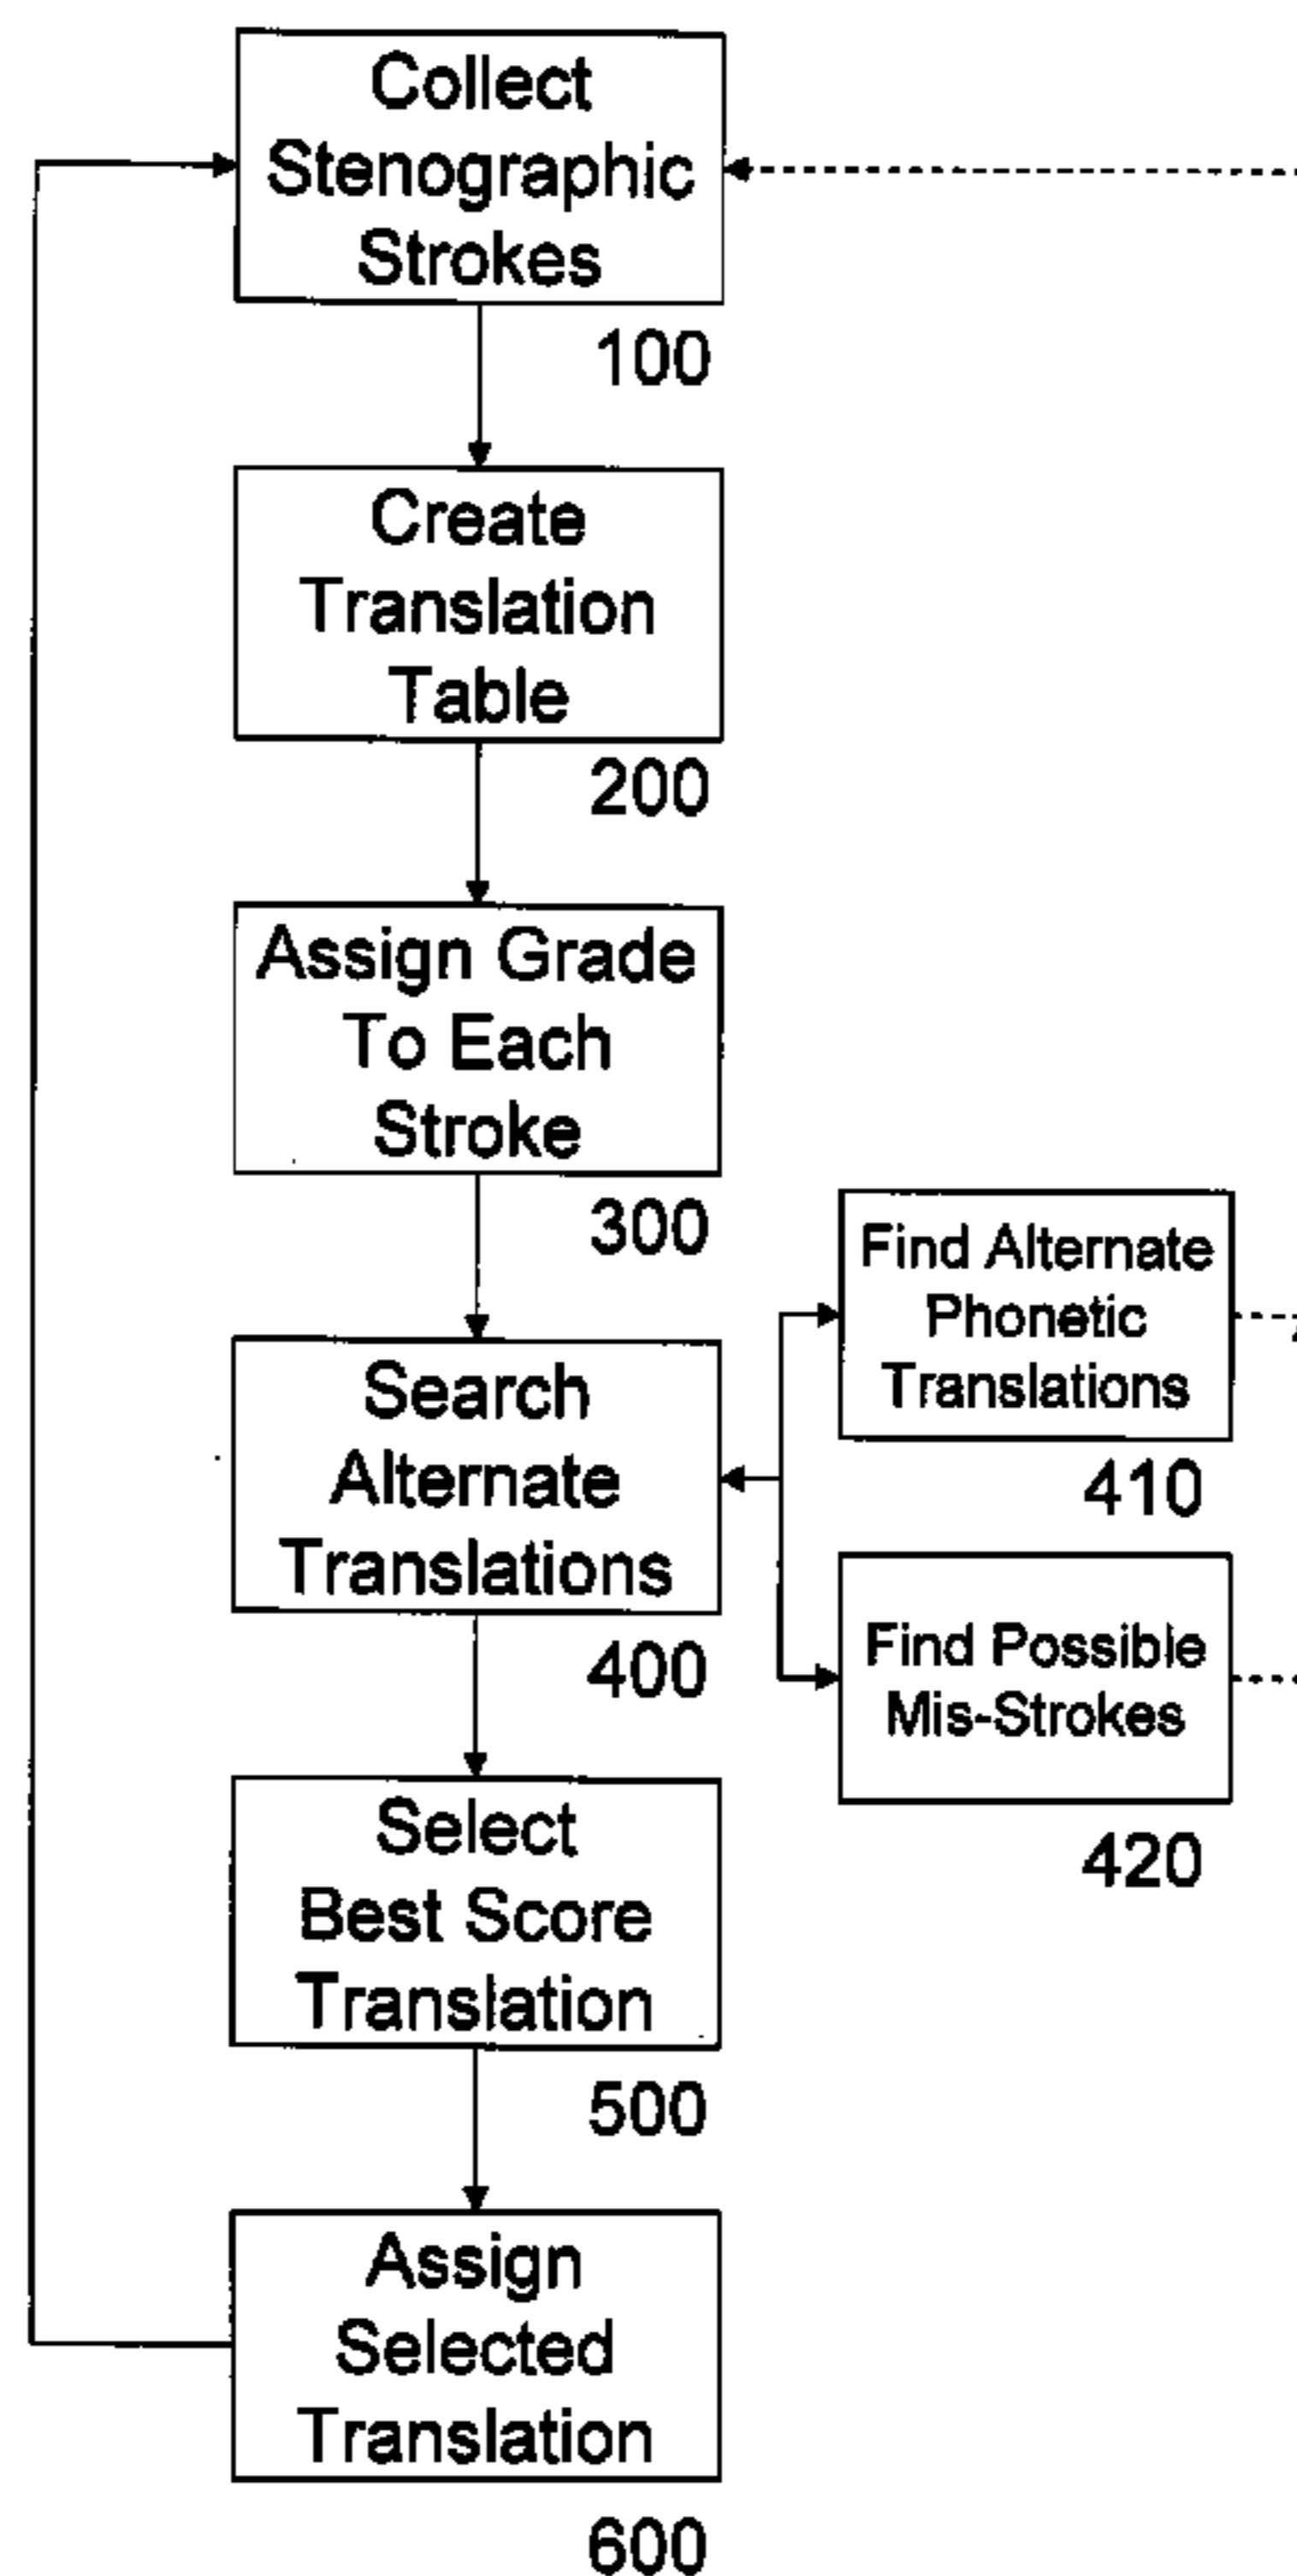 Collect
Stenographic
Strokes
100
Create
Translation
Table
200
Assign Grade
To Each
Stroke
300
Search
Alternate
Translations
400
Find Alternate
Phonetic
Translations
410
Find Possible
Mis-Strokes
420
Select
Best Score
Translation
500
Assign
Selected
Translation
600